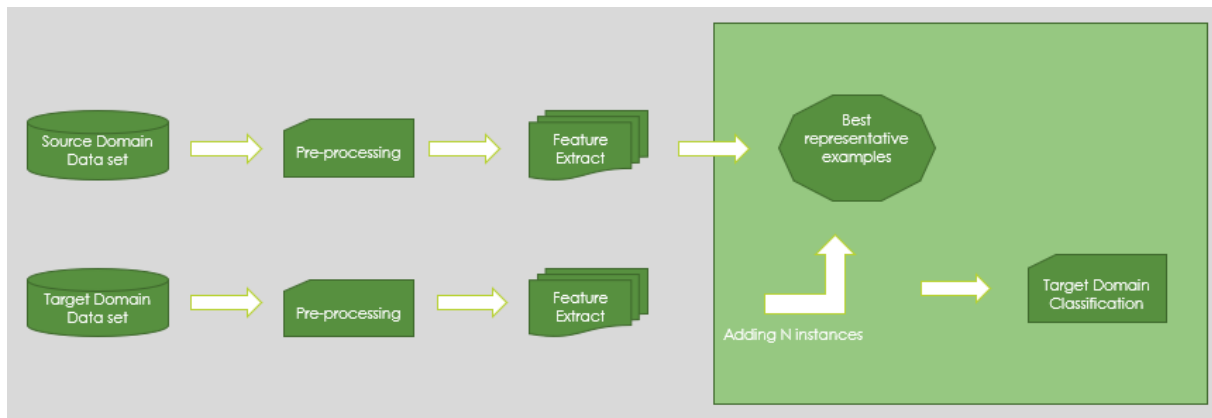 Source Domain
Data set
Pre-processing
Feature
Extract
Best
representative
examples
Target Domain
Data set
Pre-processing
Feature
Extract
Adding N instances
Target Domain
Classification